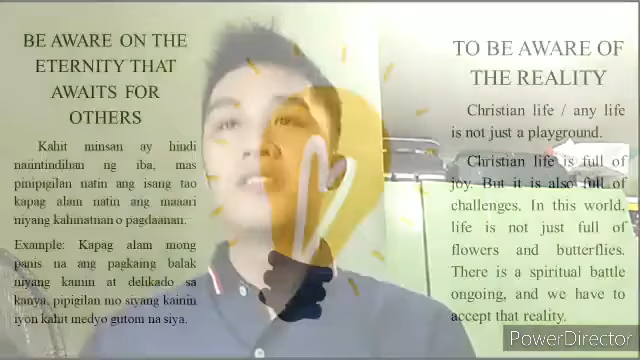 BE AWARE ON THE
ETERNITY THAT
AWAITS FOR
OTHERS
Kahit minsan ay hindi
naiintindihan ng iba, mas
pinipigilan natin ang isang tao
kapag alam natin ang maaari
niyang kahinatnan o pagdaanan.
Example: Kapag alam mong
panis na ang pagkaing balak
niyang kainin at delikado sa
kanya, pipigilan mo siyang kainin
iyon kahit medyo gutom na siya.
TO BE AWARE OF
THE REALITY
Christian life / any life
is not just a playground.
Christian life is full of
joy. But it is also full of
challenges. In this world,
life is not just full of
flowers and butterflies.
There is a spiritual battle
ongoing, and we have to
accept that reality.
PowerDirector